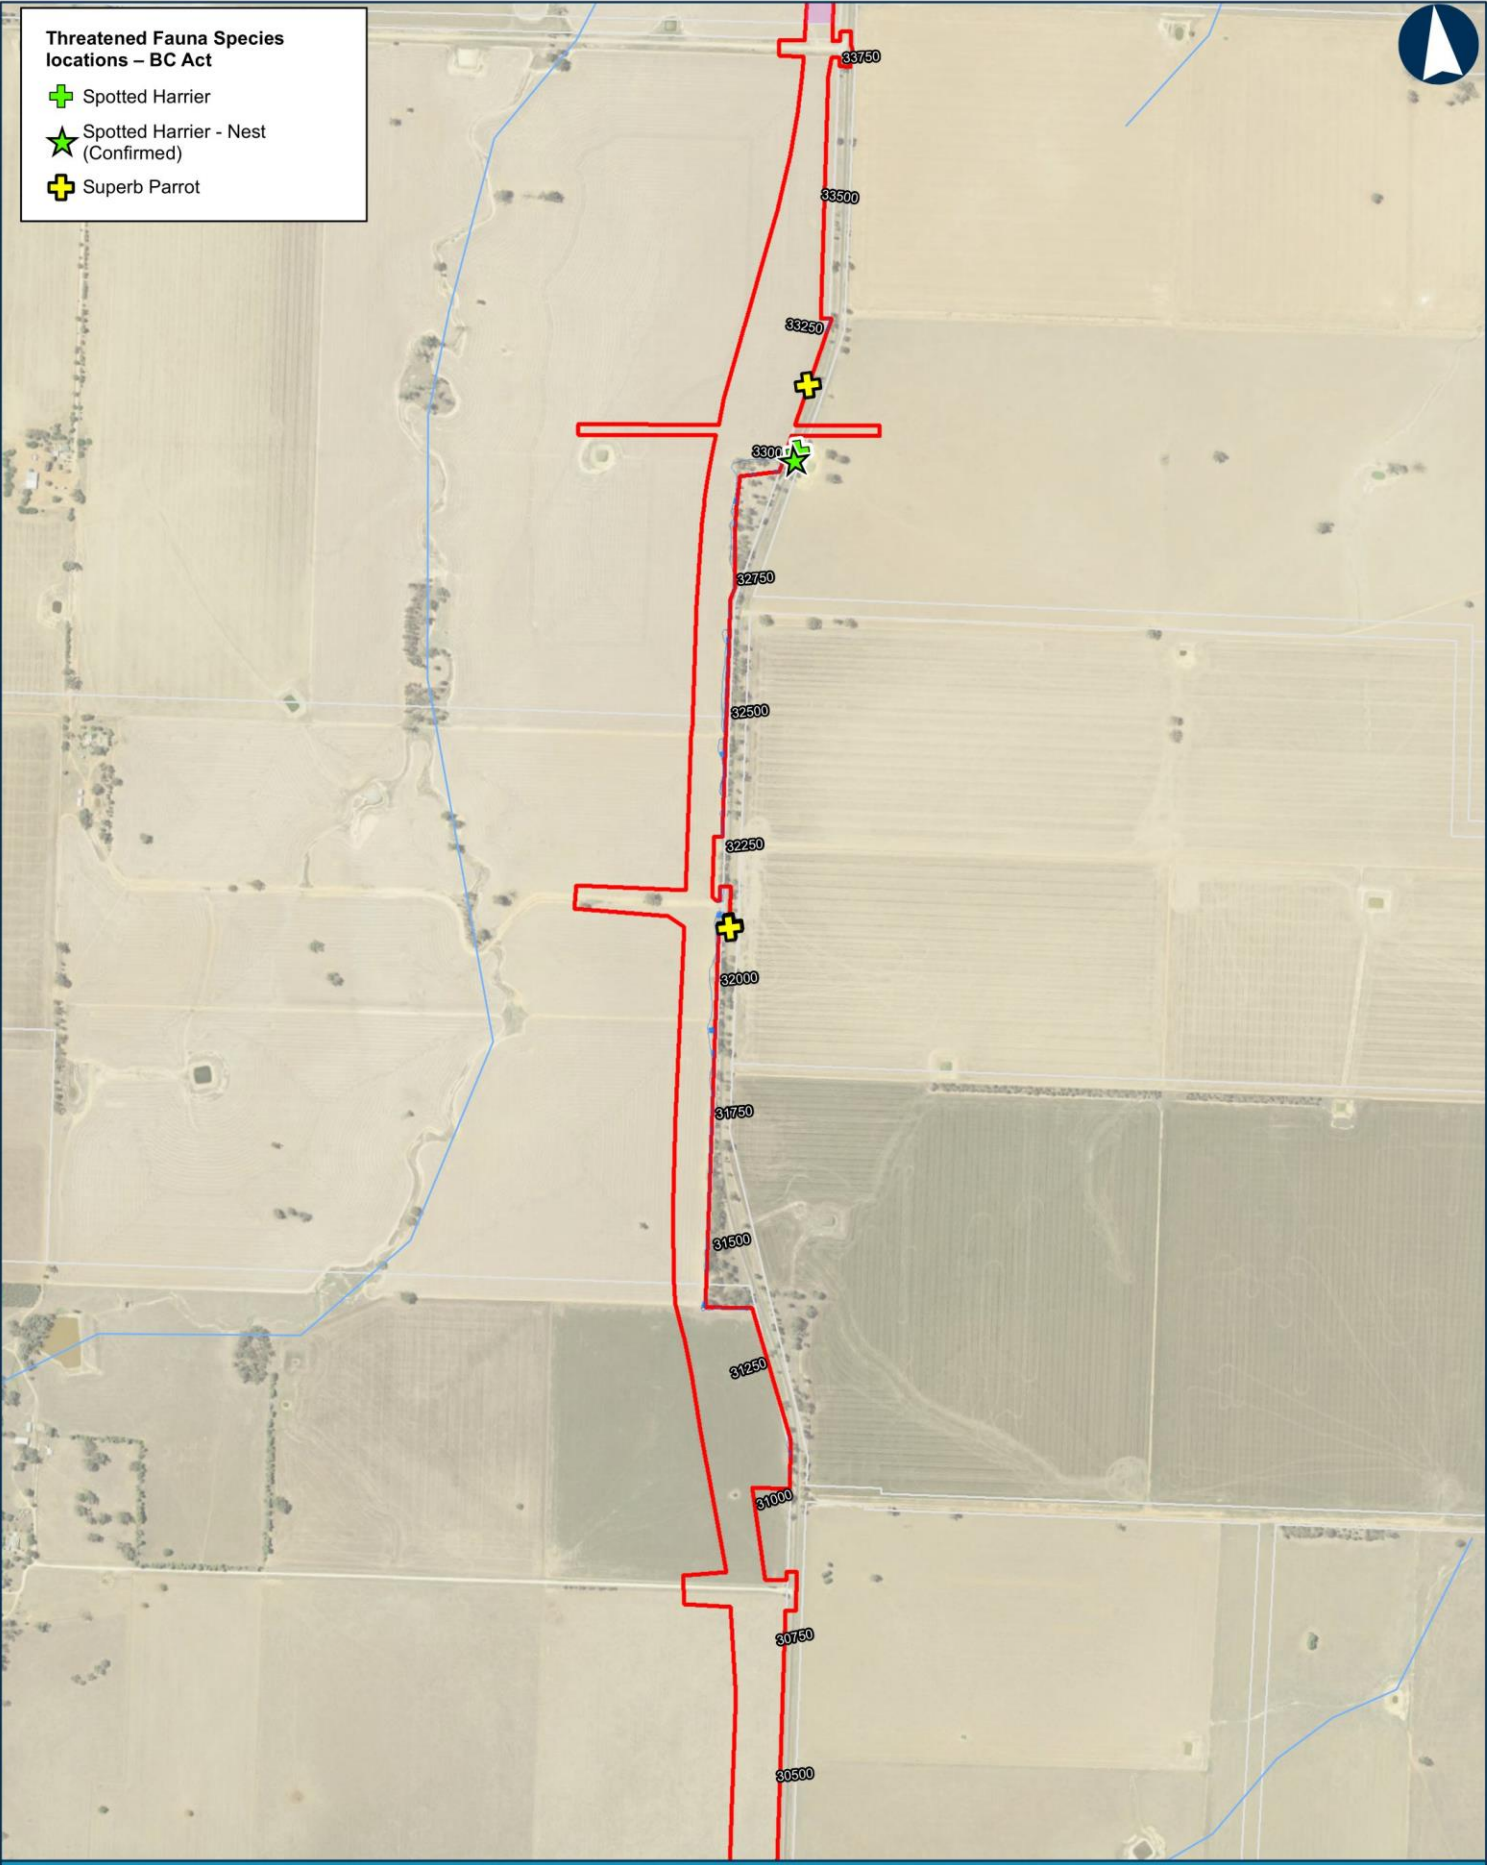 Threatened Fauna Species
locations – BC Act
Spotted Harrier
Spotted Harrier - Nest
(Confirmed)
Superb Parrot
33750
33500
33250
3300
32750
32500
32250
32000
31750
31500
31250
31000
30750
30500